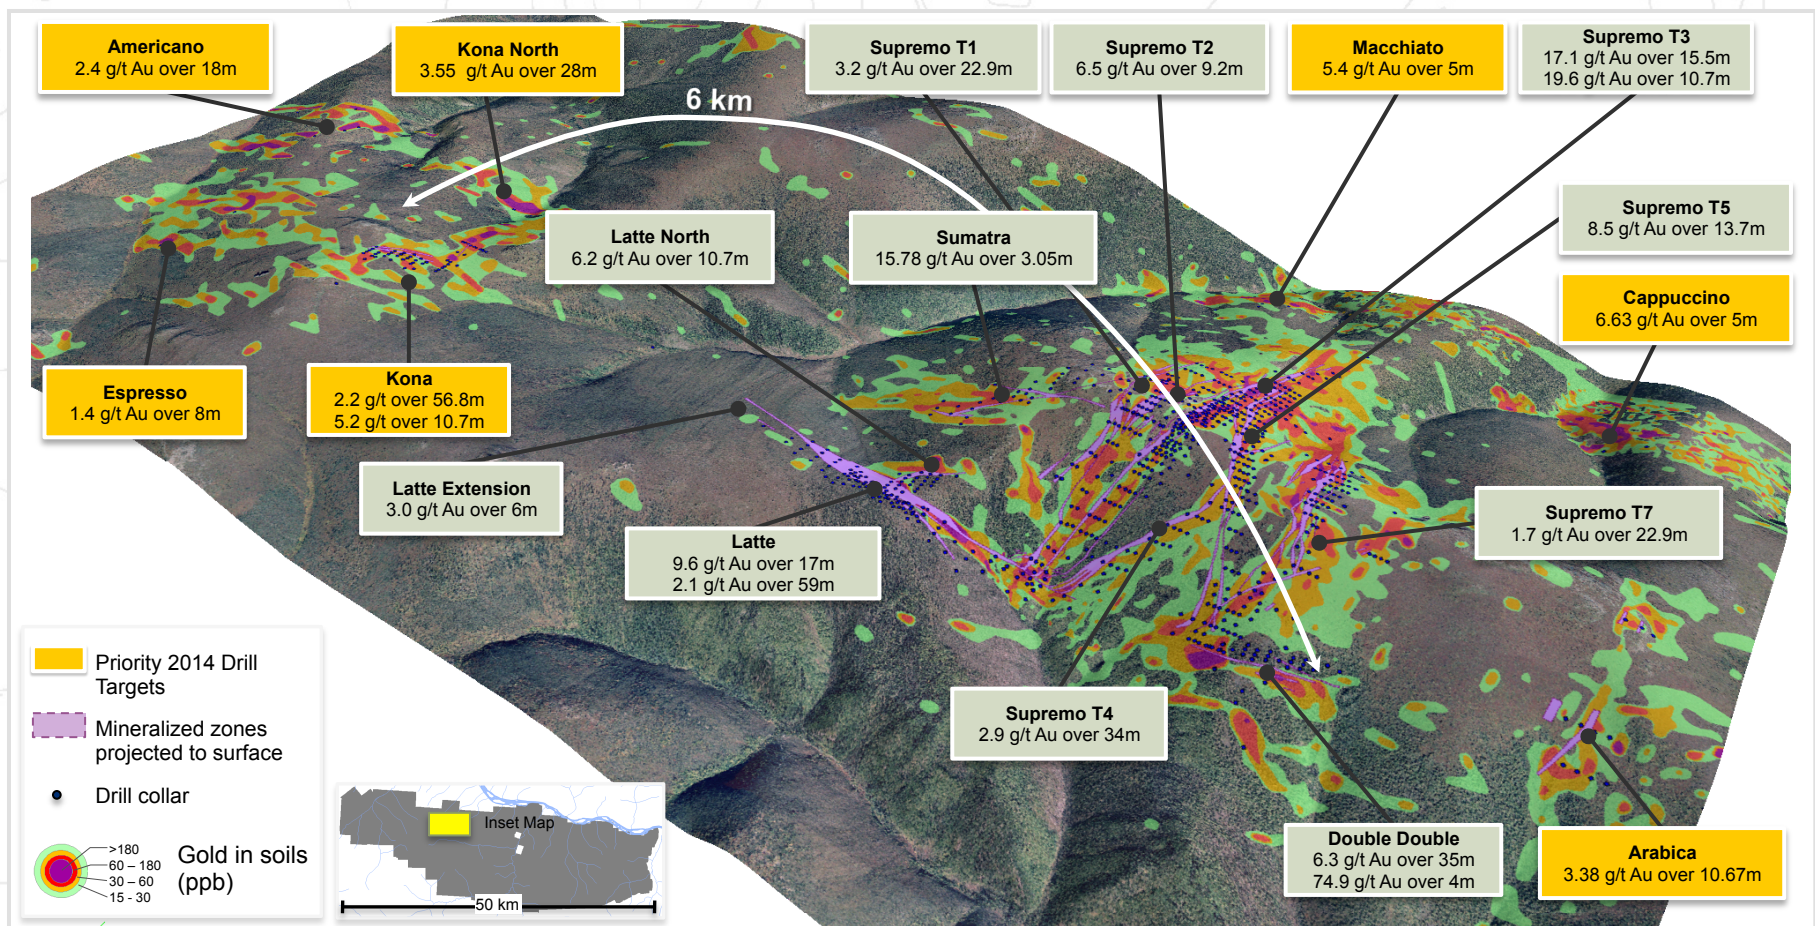 Americano
2.4 g/t Au over 18m
Kona North
3.55 g/t Au over 28m
6 km
Supremo T1
3.2 g/t Au over 22.9m
Supremo T2
6.5 g/t Au over 9.2m
Macchiato
5.4 g/t Au over 5m
Supremo T3
17.1 g/t Au over 15.5m
19.6 g/t Au over 10.7m
Supremo T5
8.5 g/t Au over 13.7m
Latte North
6.2 g/t Au over 10.7m
Sumatra
15.78 g/t Au over 3.05m
Cappuccino
6.63 g/t Au over 5m
Espresso
1.4 g/t Au over 8m
Kona
2.2 g/t over 56.8m
5.2 g/t over 10.7m
Latte Extension
3.0 g/t Au over 6m
Latte
9.6 g/t Au over 17m
2.1 g/t Au over 59m
Supremo T7
1.7 g/t Au over 22.9m
Supremo T4
2.9 g/t Au over 34m
Double Double
6.3 g/t Au over 35m
74.9 g/t Au over 4m
Arabica
3.38 g/t Au over 10.67m
Priority 2014 Drill
Targets
Mineralized zones
projected to surface
Drill collar
>180
60 – 180
30 – 60
15 - 30
Gold in soils
(ppb)
Inset Map
50 km